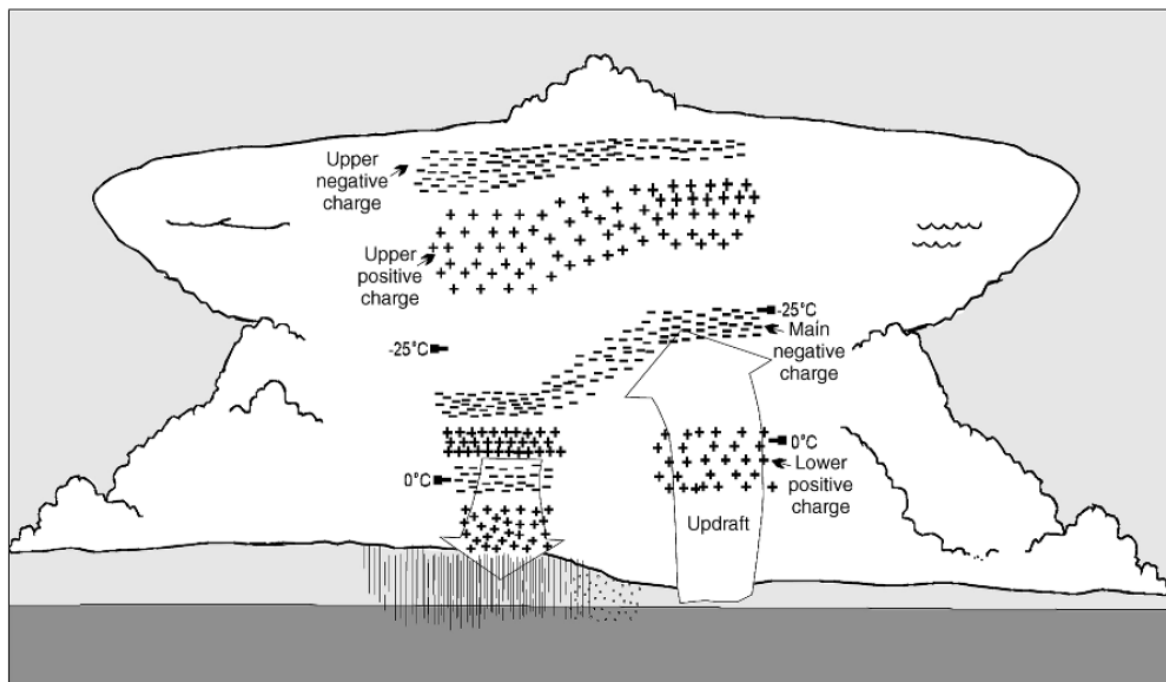 Upper
negative
charge
Upper
positive
charge
-25°C
Main
negative
charge
-25°C
0°C
Lower
positive
charge
0°C
Updraft